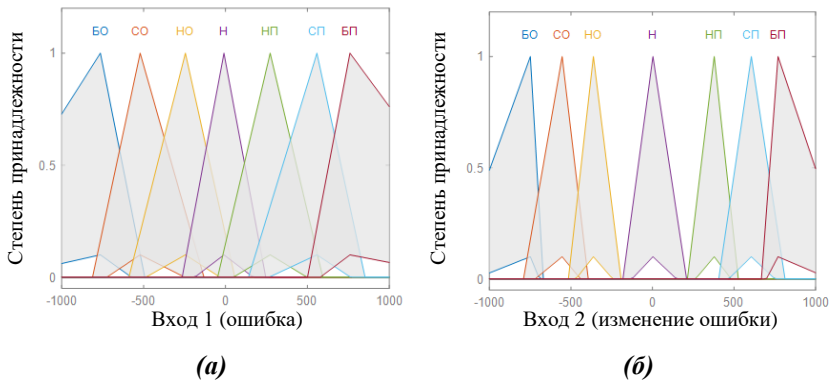 БО СО НО Н НП СП БП
1
0.5
0
-1000 -500 0 500 1000
Степень принадлежности
Вход 1 (ошибка)
(а)
БО СО НО Н НП СП БП
1
0.5
0
-1000 -500 0 500 1000
Степень принадлежности
Вход 2 (изменение ошибки)
(б)